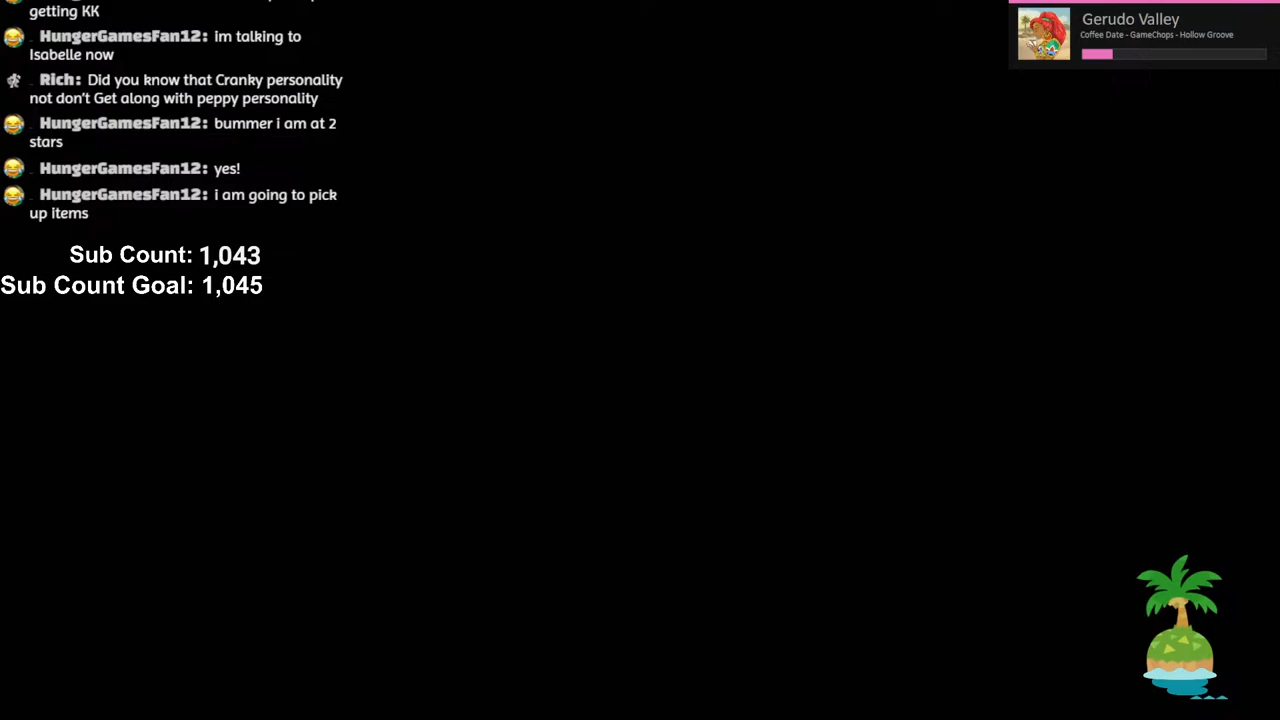 getting KK
HungerGamesFan12: im talking to
Isabelle now
Rich: Did you know that Cranky personality
not don't Get along with peppy personality
HungerGamesFan12: bummer i am at 2
stars
HungerGamesFan12: yes!
HungerGamesFan12: i am going to pick
up items
Sub Count: 1,043
Sub Count Goal: 1,045
Gerudo Valley
Coffee Date - GameChops - Hollow Groove